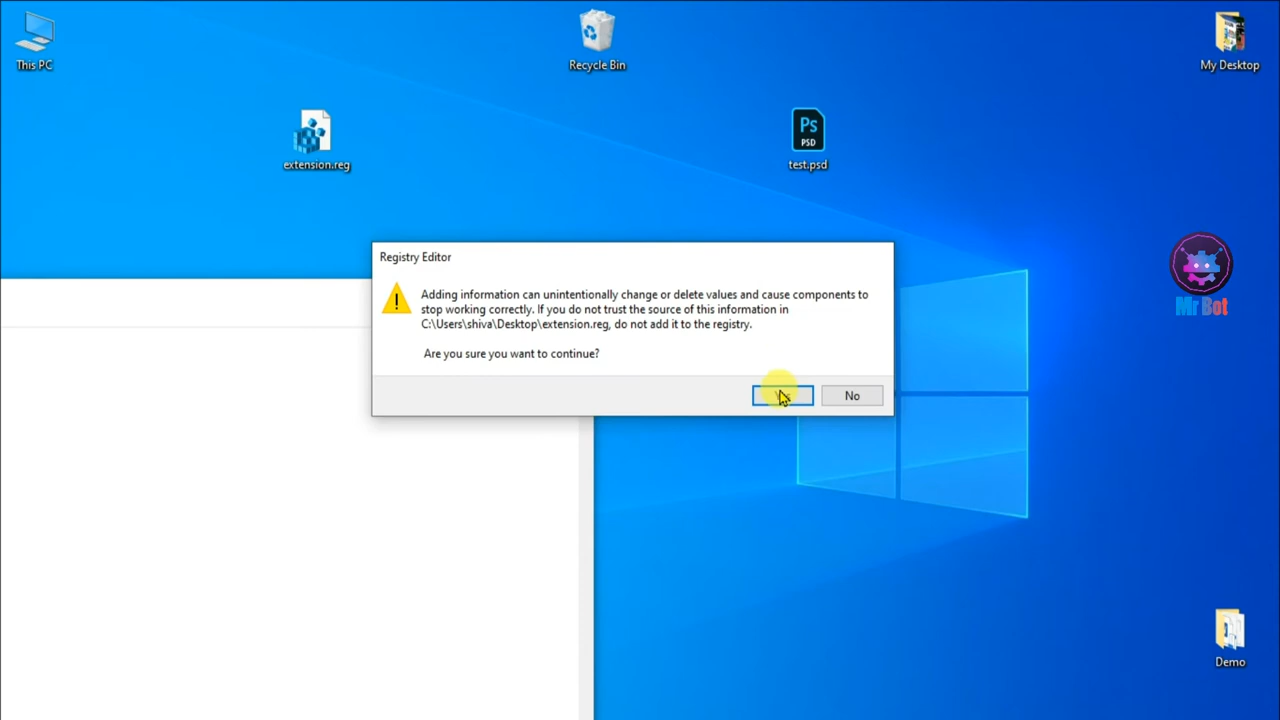 This PC
Recycle Bin
My Desktop
extension.reg
Ps
PSD
test.psd
Registry Editor
Adding information can unintentionally change or delete values and cause components to
stop working correctly. If you do not trust the source of this information in
C:\Users\shiva\Desktop\extension.reg, do not add it to the registry.
Are you sure you want to continue?
No
Mr Bot
Demo